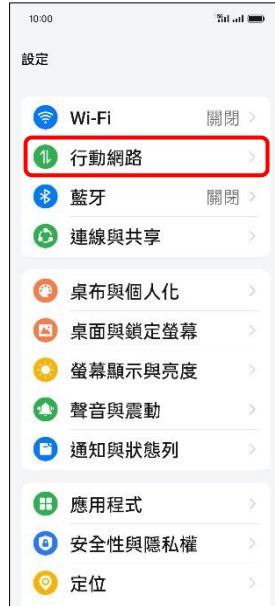 10:00
設定
Wi-Fi 關閉
行動網路
藍牙 關閉
連線與共享
桌布與個人化
桌面與鎖定螢幕
螢幕顯示與亮度
聲音與震動
通知與狀態列
應用程式
安全性與隱私權
定位